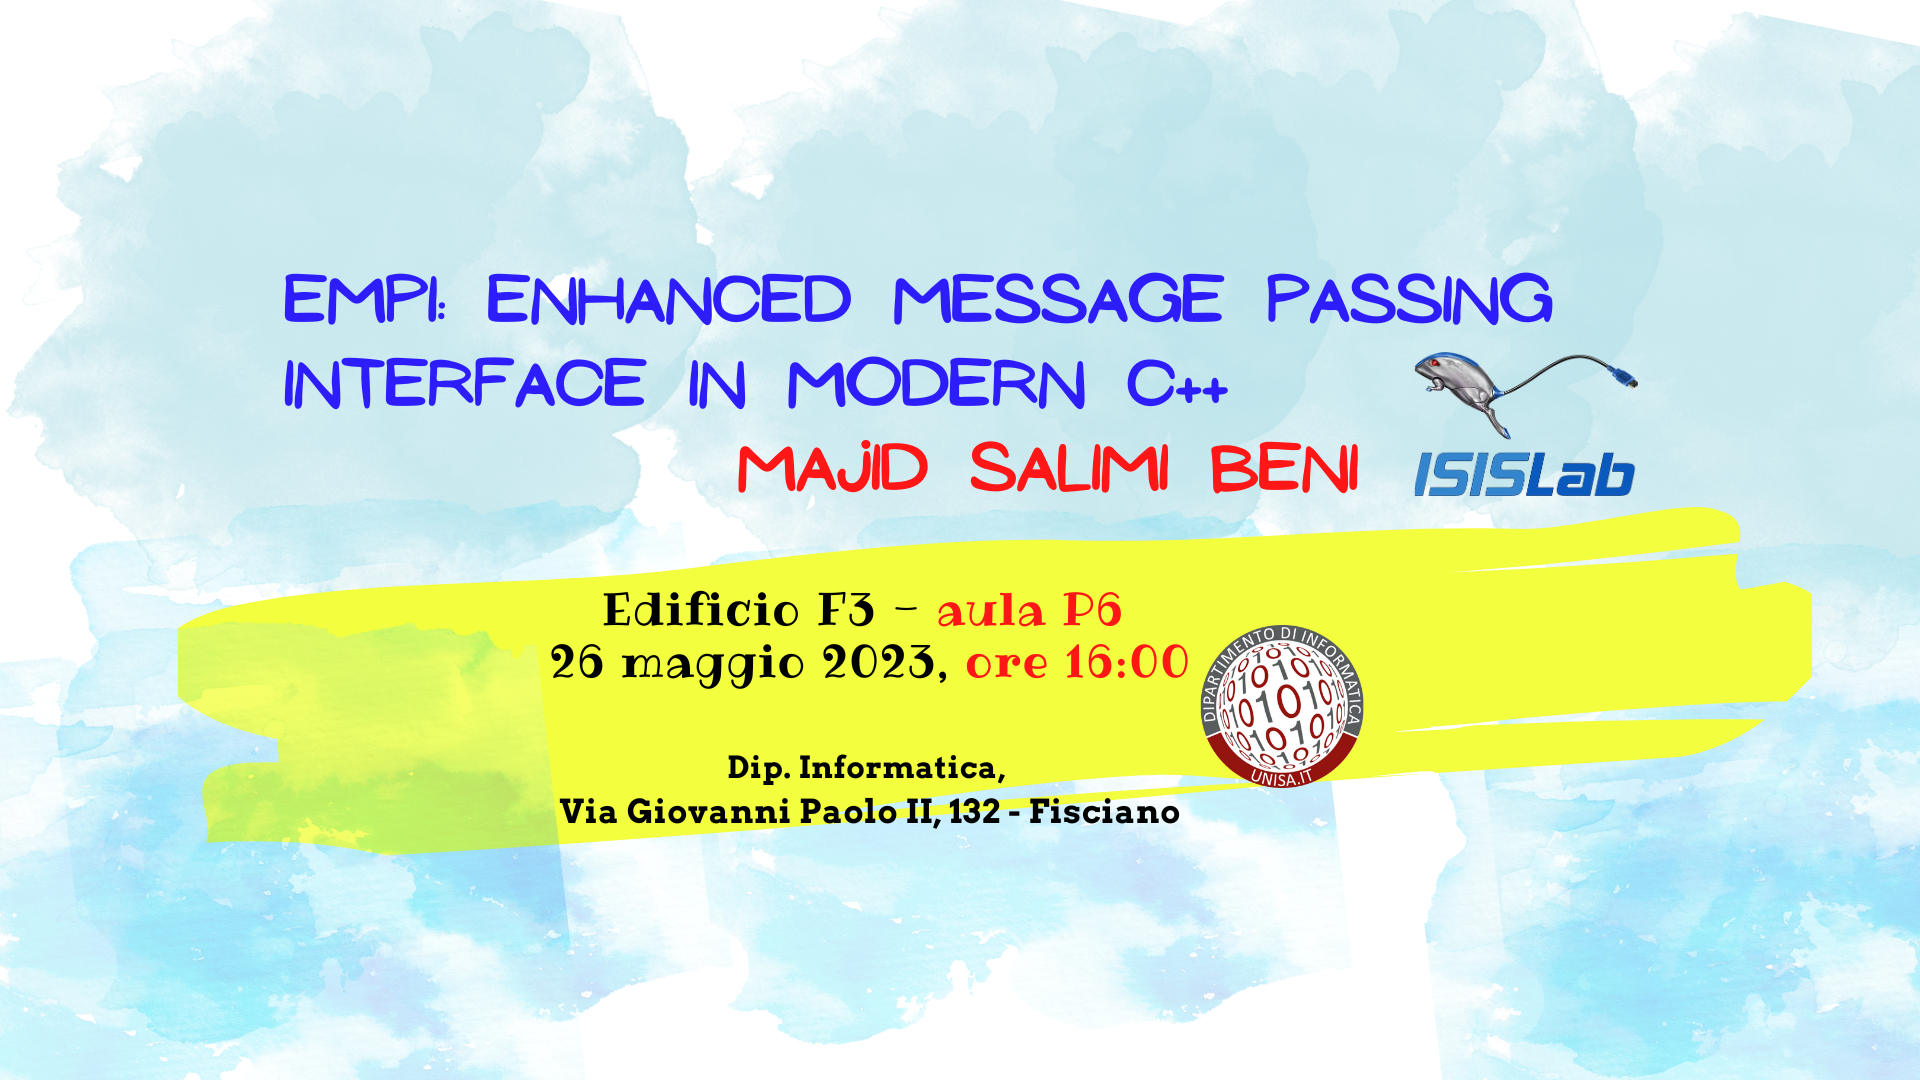 EMPI: ENHANCED MESSAGE PASSING
INTERFACE IN MODERN C++
MAJID SALIMI BENI
ISISLab
Edificio F3 – aula P6
26 maggio 2023, ore 16:00
DIPARTIMENTO DI INFORMATICA
UNISA.IT
Dip. Informatica,
Via Giovanni Paolo II, 132 - Fisciano